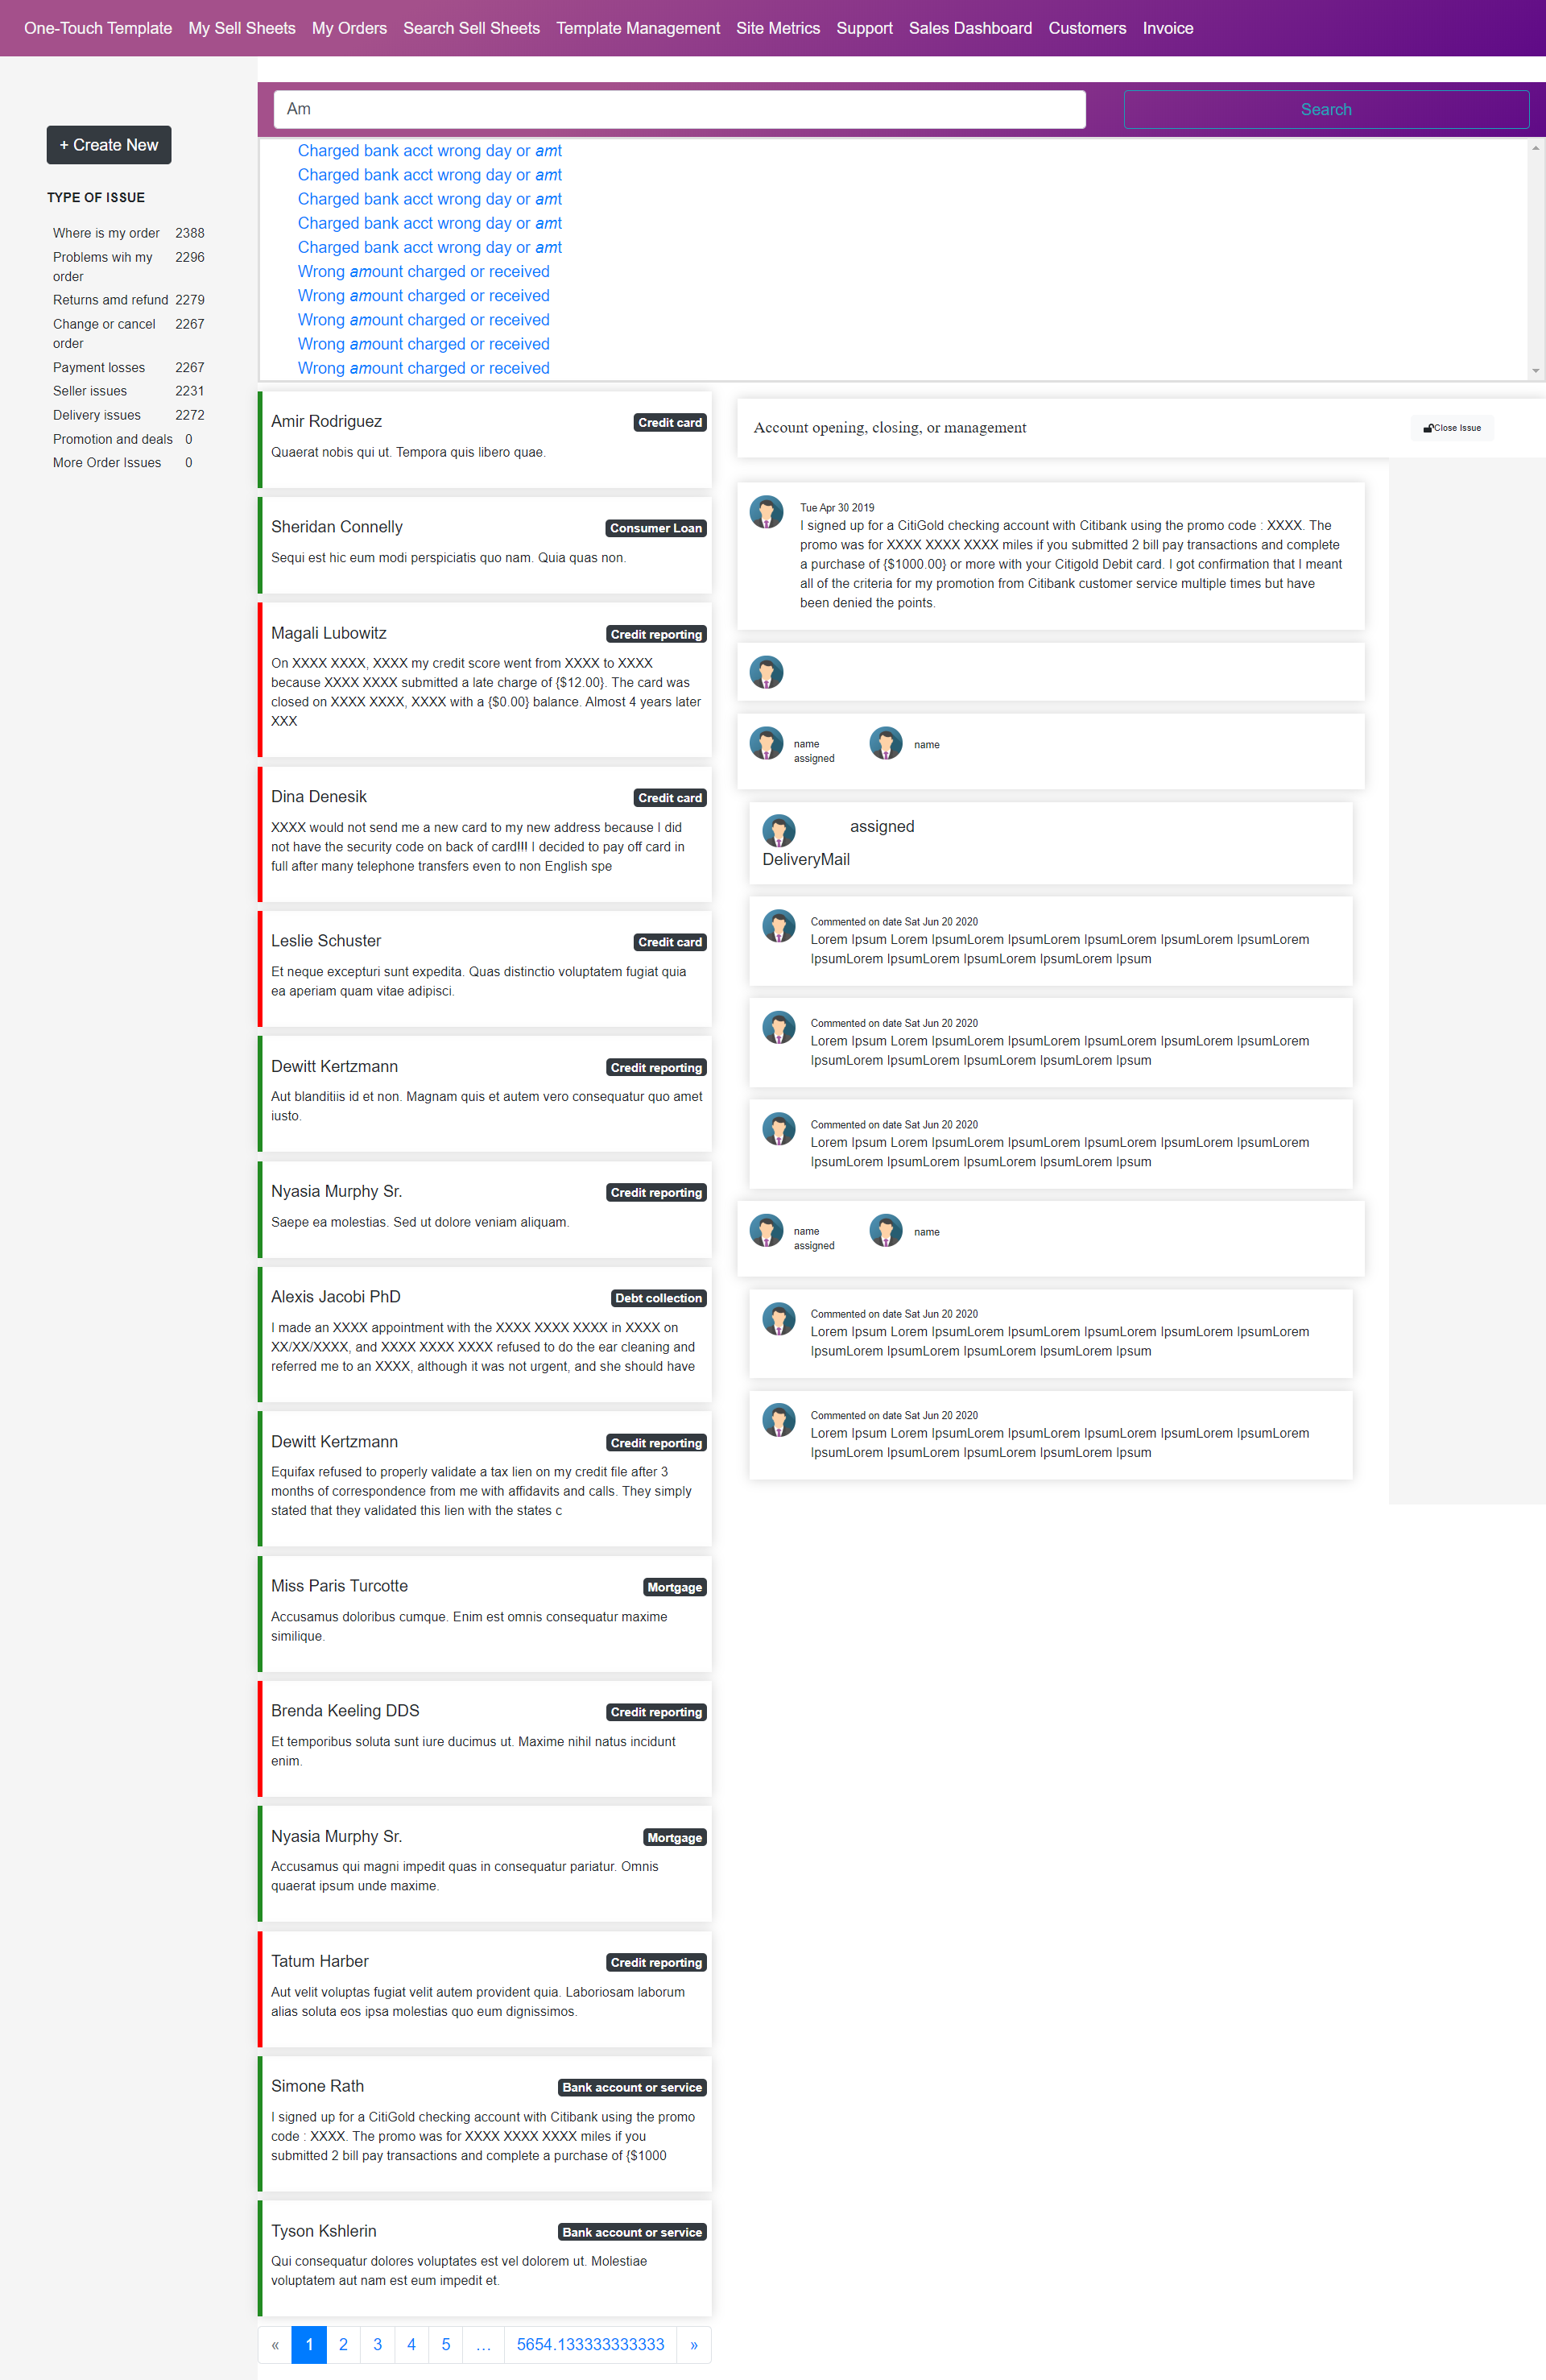 One-Touch Template My Sell Sheets My Orders Search Sell Sheets Template Management Site Metrics Support Sales Dashboard Customers Invoice
+ Create New
TYPE OF ISSUE
Where is my order 2388
Problems wih my 2296
order
Returns amd refund 2279
Change or cancel 2267
order
Payment losses 2267
Seller issues 2231
Delivery issues 2272
Promotion and deals 0
More Order Issues 0
Am
Search
Charged bank acct wrong day or amt
Charged bank acct wrong day or amt
Charged bank acct wrong day or amt
Charged bank acct wrong day or amt
Charged bank acct wrong day or amt
Wrong amount charged or received
Wrong amount charged or received
Wrong amount charged or received
Wrong amount charged or received
Wrong amount charged or received
Amir Rodriguez Credit card
Quaerat nobis qui ut. Tempora quis libero quae.
Sheridan Connelly Consumer Loan
Sequi est hic eum modi perspiciatis quo nam. Quia quas non.
Magali Lubowitz Credit reporting
On XXXX XXXX, XXXX my credit score went from XXXX to XXXX
because XXXX XXXX submitted a late charge of {$12.00}. The card was
closed on XXXX XXXX, XXXX with a {$0.00} balance. Almost 4 years later
XXX
Dina Denesik Credit card
XXXX would not send me a new card to my new address because I did
not have the security code on back of card!!! I decided to pay off card in
full after many telephone transfers even to non English spe
Leslie Schuster Credit card
Et neque excepturi sunt expedita. Quas distinctio voluptatem fugiat quia
ea aperiam quam vitae adipisci.
Dewitt Kertzmann Credit reporting
Aut blanditiis id et non. Magnam quis et autem vero consequatur quo amet
iusto.
Nyasia Murphy Sr. Credit reporting
Saepe ea molestias. Sed ut dolore veniam aliquam.
Alexis Jacobi PhD Debt collection
I made an XXXX appointment with the XXXX XXXX XXXX in XXXX on
XX/XX/XXXX, and XXXX XXXX XXXX refused to do the ear cleaning and
referred me to an XXXX, although it was not urgent, and she should have
Dewitt Kertzmann Credit reporting
Equifax refused to properly validate a tax lien on my credit file after 3
months of correspondence from me with affidavits and calls. They simply
stated that they validated this lien with the states c
Miss Paris Turcotte Mortgage
Accusamus doloribus cumque. Enim est omnis consequatur maxime
similique.
Brenda Keeling DDS Credit reporting
Et temporibus soluta sunt iure ducimus ut. Maxime nihil natus incidunt
enim.
Nyasia Murphy Sr. Mortgage
Accusamus qui magni impedit quas in consequatur pariatur. Omnis
quaerat ipsum unde maxime.
Tatum Harber Credit reporting
Aut velit voluptas fugiat velit autem provident quia. Laboriosam laborum
alias soluta eos ipsa molestias quo eum dignissimos.
Simone Rath Bank account or service
I signed up for a CitiGold checking account with Citibank using the promo
code : XXXX. The promo was for XXXX XXXX XXXX miles if you
submitted 2 bill pay transactions and complete a purchase of {$1000
Tyson Kshlerin Bank account or service
Qui consequatur dolores voluptates est vel dolorem ut. Molestiae
voluptatem aut nam est eum impedit et.
« 1 2 3 4 5 … 5654.133333333333 »
Account opening, closing, or management Close Issue
Tue Apr 30 2019
I signed up for a CitiGold checking account with Citibank using the promo code : XXXX. The
promo was for XXXX XXXX XXXX miles if you submitted 2 bill pay transactions and complete
a purchase of {$1000.00} or more with your Citigold Debit card. I got confirmation that I meant
all of the criteria for my promotion from Citibank customer service multiple times but have
been denied the points.
name name
assigned
assigned
DeliveryMail
Commented on date Sat Jun 20 2020
Lorem Ipsum Lorem IpsumLorem IpsumLorem IpsumLorem IpsumLorem IpsumLorem
IpsumLorem IpsumLorem IpsumLorem IpsumLorem Ipsum
Commented on date Sat Jun 20 2020
Lorem Ipsum Lorem IpsumLorem IpsumLorem IpsumLorem IpsumLorem IpsumLorem
IpsumLorem IpsumLorem IpsumLorem IpsumLorem Ipsum
Commented on date Sat Jun 20 2020
Lorem Ipsum Lorem IpsumLorem IpsumLorem IpsumLorem IpsumLorem IpsumLorem
IpsumLorem IpsumLorem IpsumLorem IpsumLorem Ipsum
name name
assigned
Commented on date Sat Jun 20 2020
Lorem Ipsum Lorem IpsumLorem IpsumLorem IpsumLorem IpsumLorem IpsumLorem
IpsumLorem IpsumLorem IpsumLorem IpsumLorem Ipsum
Commented on date Sat Jun 20 2020
Lorem Ipsum Lorem IpsumLorem IpsumLorem IpsumLorem IpsumLorem IpsumLorem
IpsumLorem IpsumLorem IpsumLorem IpsumLorem Ipsum